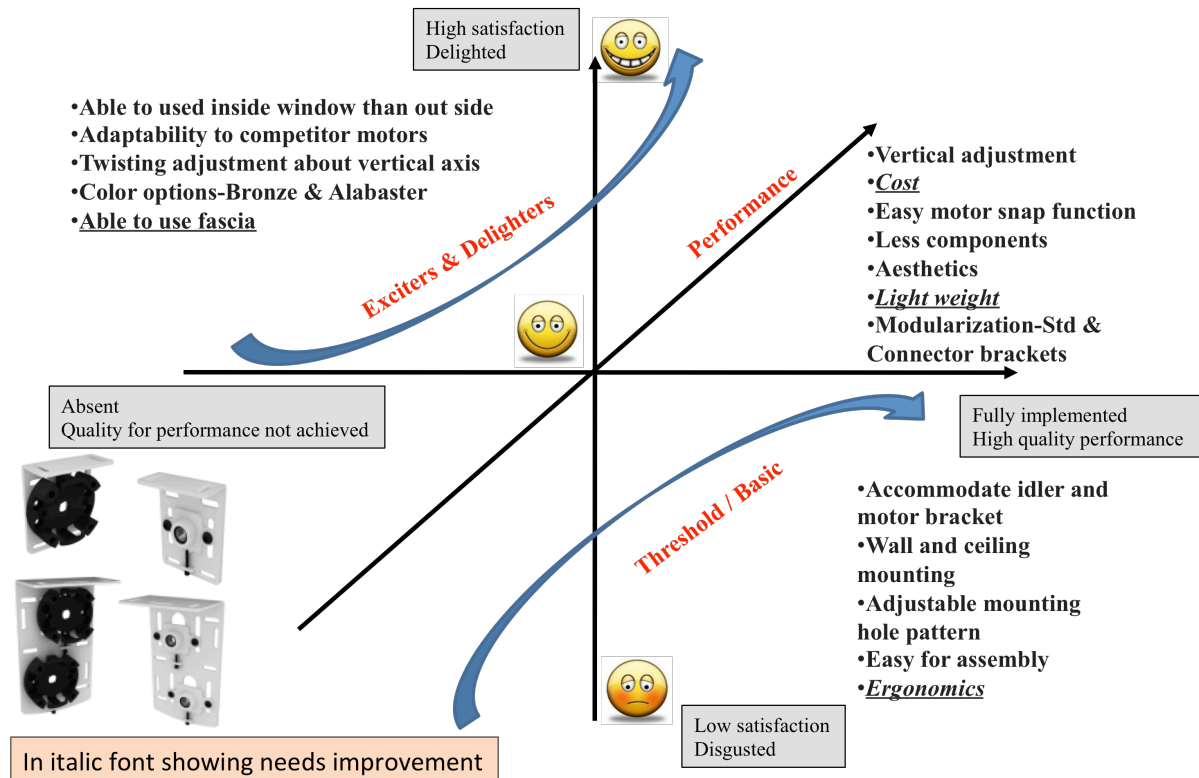 High satisfaction
Delighted
•Able to used inside window than out side
•Adaptability to competitor motors
•Twisting adjustment about vertical axis
•Color options-Bronze & Alabaster
•Able to use fascia
Exciters & Delighters
Performance
•Vertical adjustment
•Cost
•Easy motor snap function
•Less components
•Aesthetics
•Light weight
•Modularization-Std &
Connector brackets
Absent
Quality for performance not achieved
Fully implemented
High quality performance
Threshold / Basic
•Accommodate idler and
motor bracket
•Wall and ceiling
mounting
•Adjustable mounting
hole pattern
•Easy for assembly
•Ergonomics
Low satisfaction
Disgusted
In italic font showing needs improvement